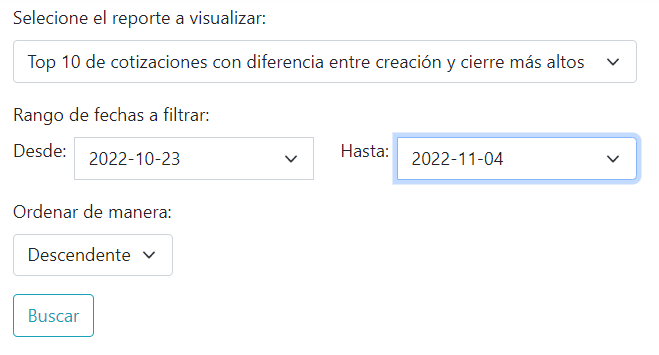 Selecione el reporte a visualizar:
Top 10 de cotizaciones con diferencia entre creación y cierre más altos
Rango de fechas a filtrar:
Desde: 2022-10-23 Hasta: 2022-11-04
Ordenar de manera:
Descendente
Buscar